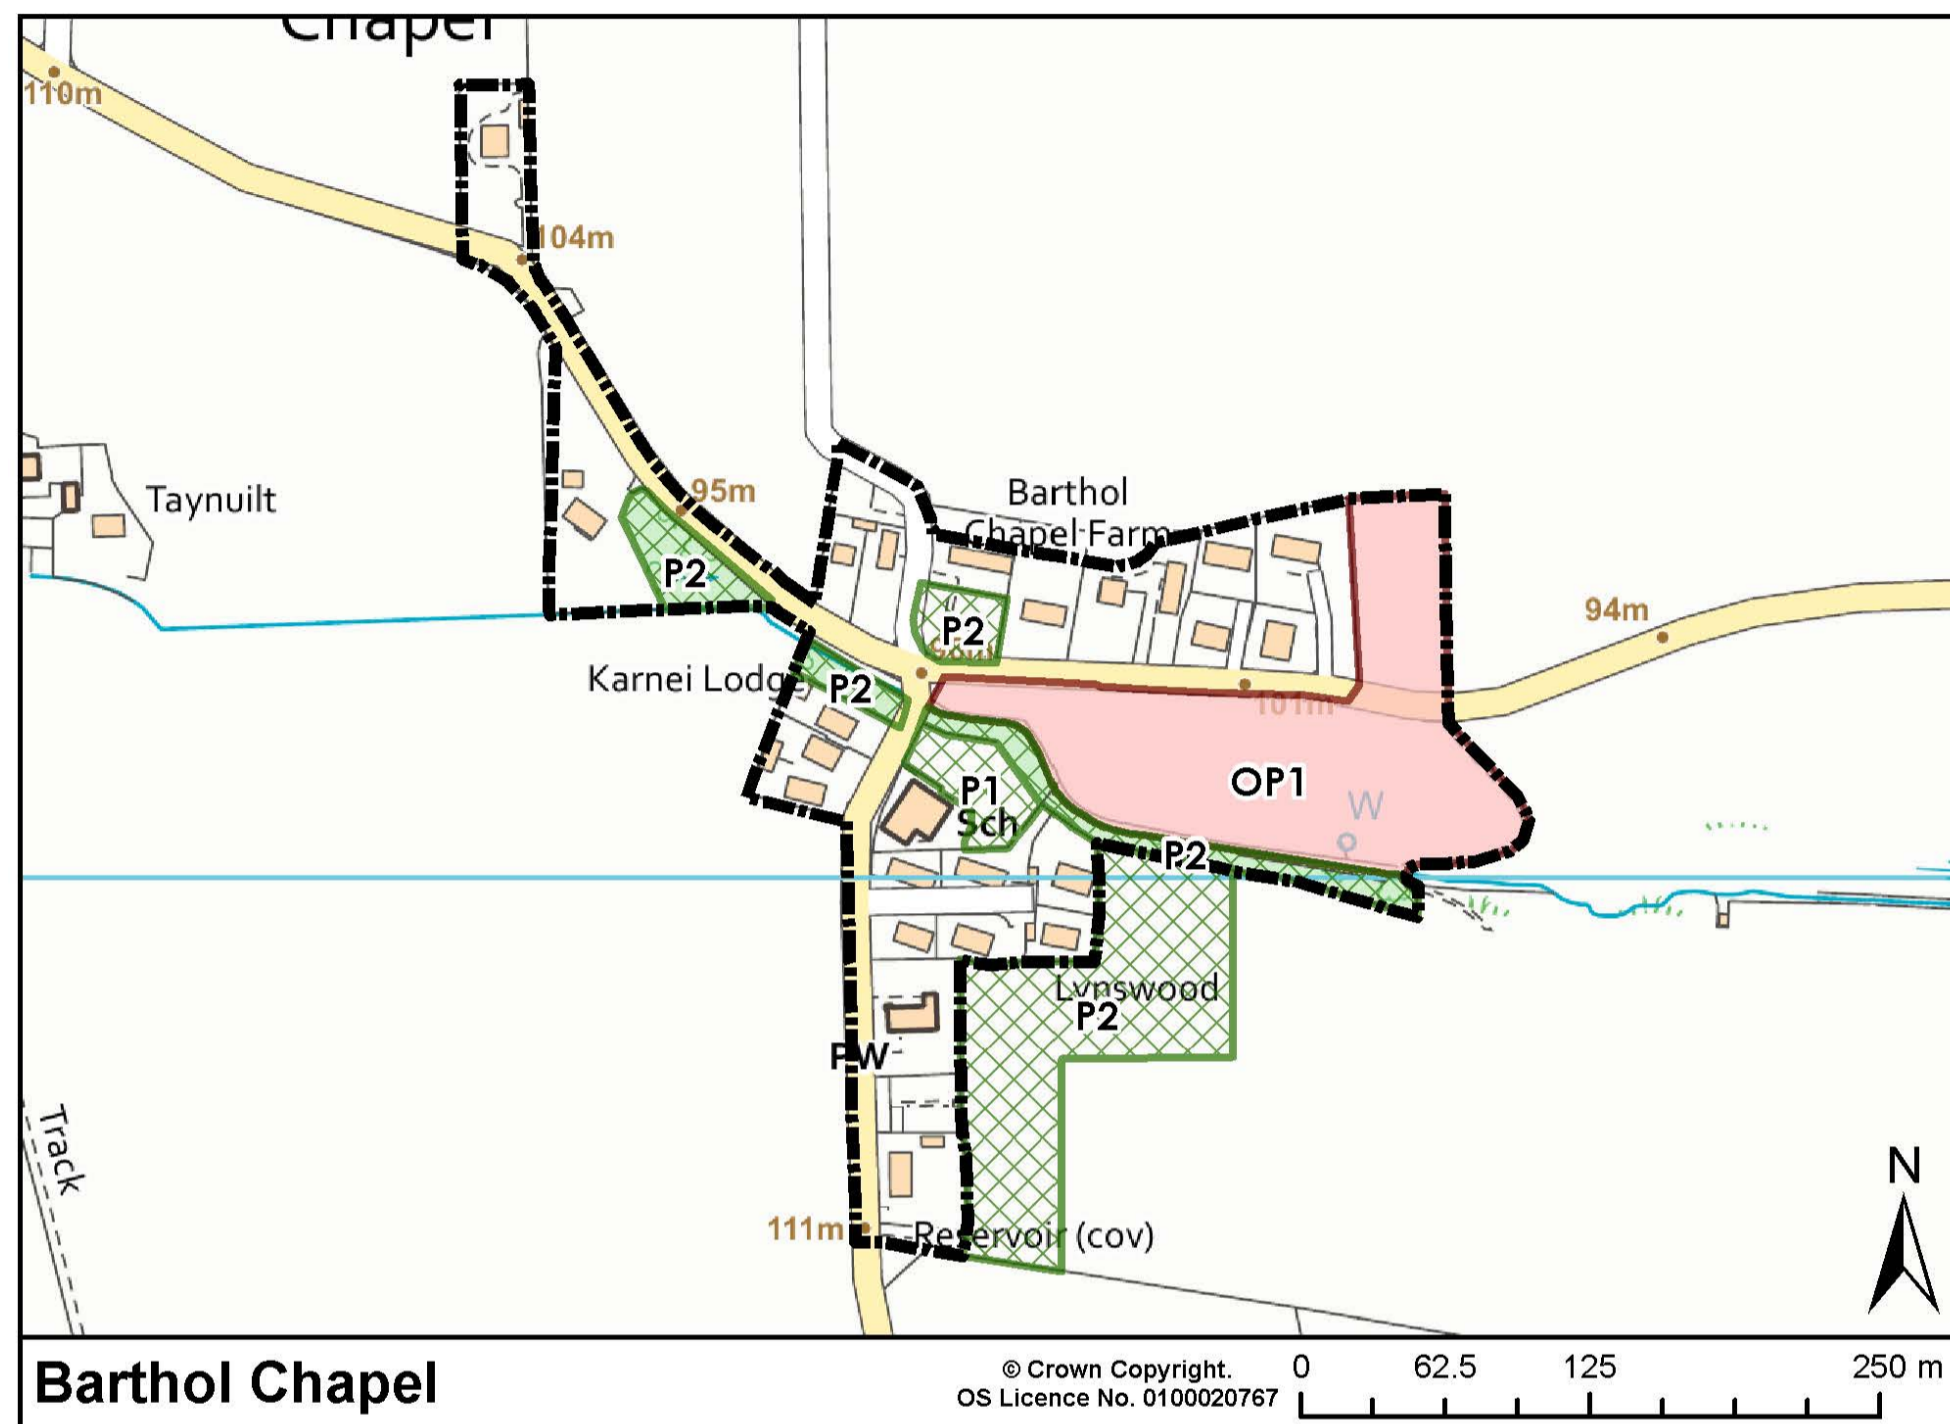 Chapel
110m
104m
Taynuilt
95m
Barthol
Chapel Farm
P2
P2
94m
Karnei Lodge
P2
101m
OP1
P1
W
Sch
P2
Lynswood
P2
PW
Track
N
111m
Reservoir (cov)
Barthol Chapel
© Crown Copyright.
OS Licence No. 0100020767
0 62.5 125 250 m